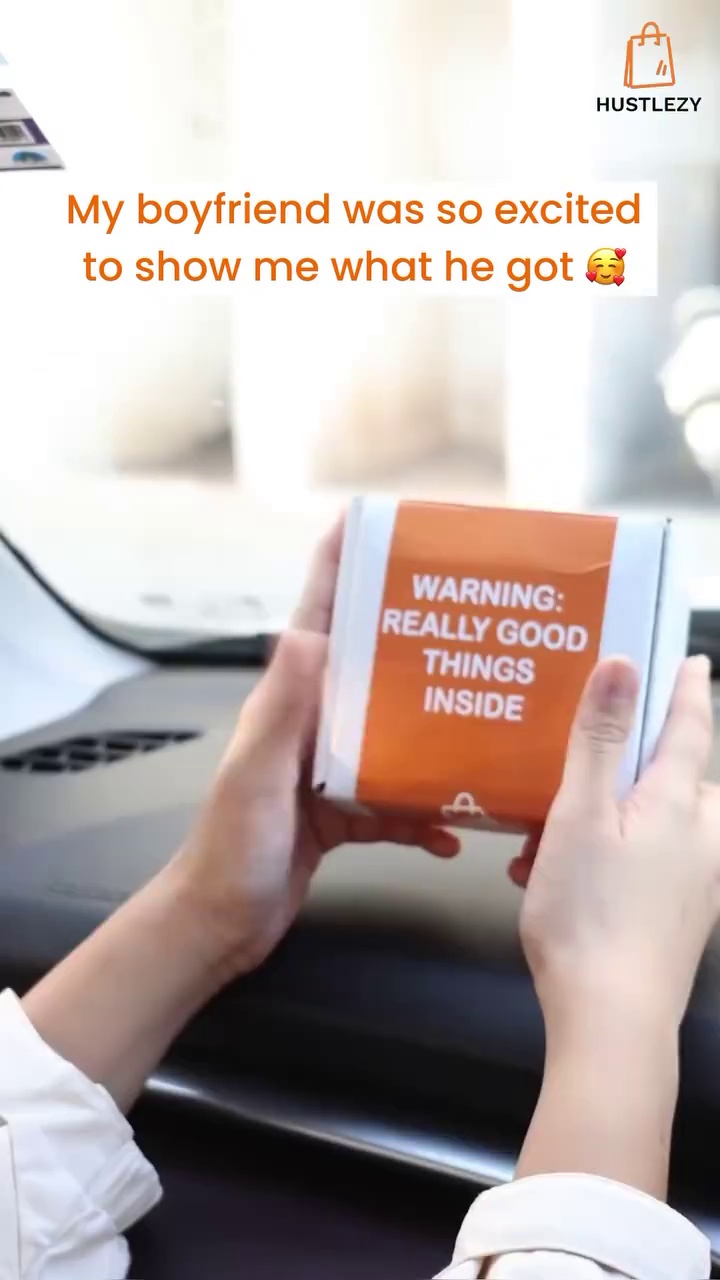 HUSTLEZY
My boyfriend was so excited
to show me what he got 🥰
WARNING:
REALLY GOOD
THINGS
INSIDE